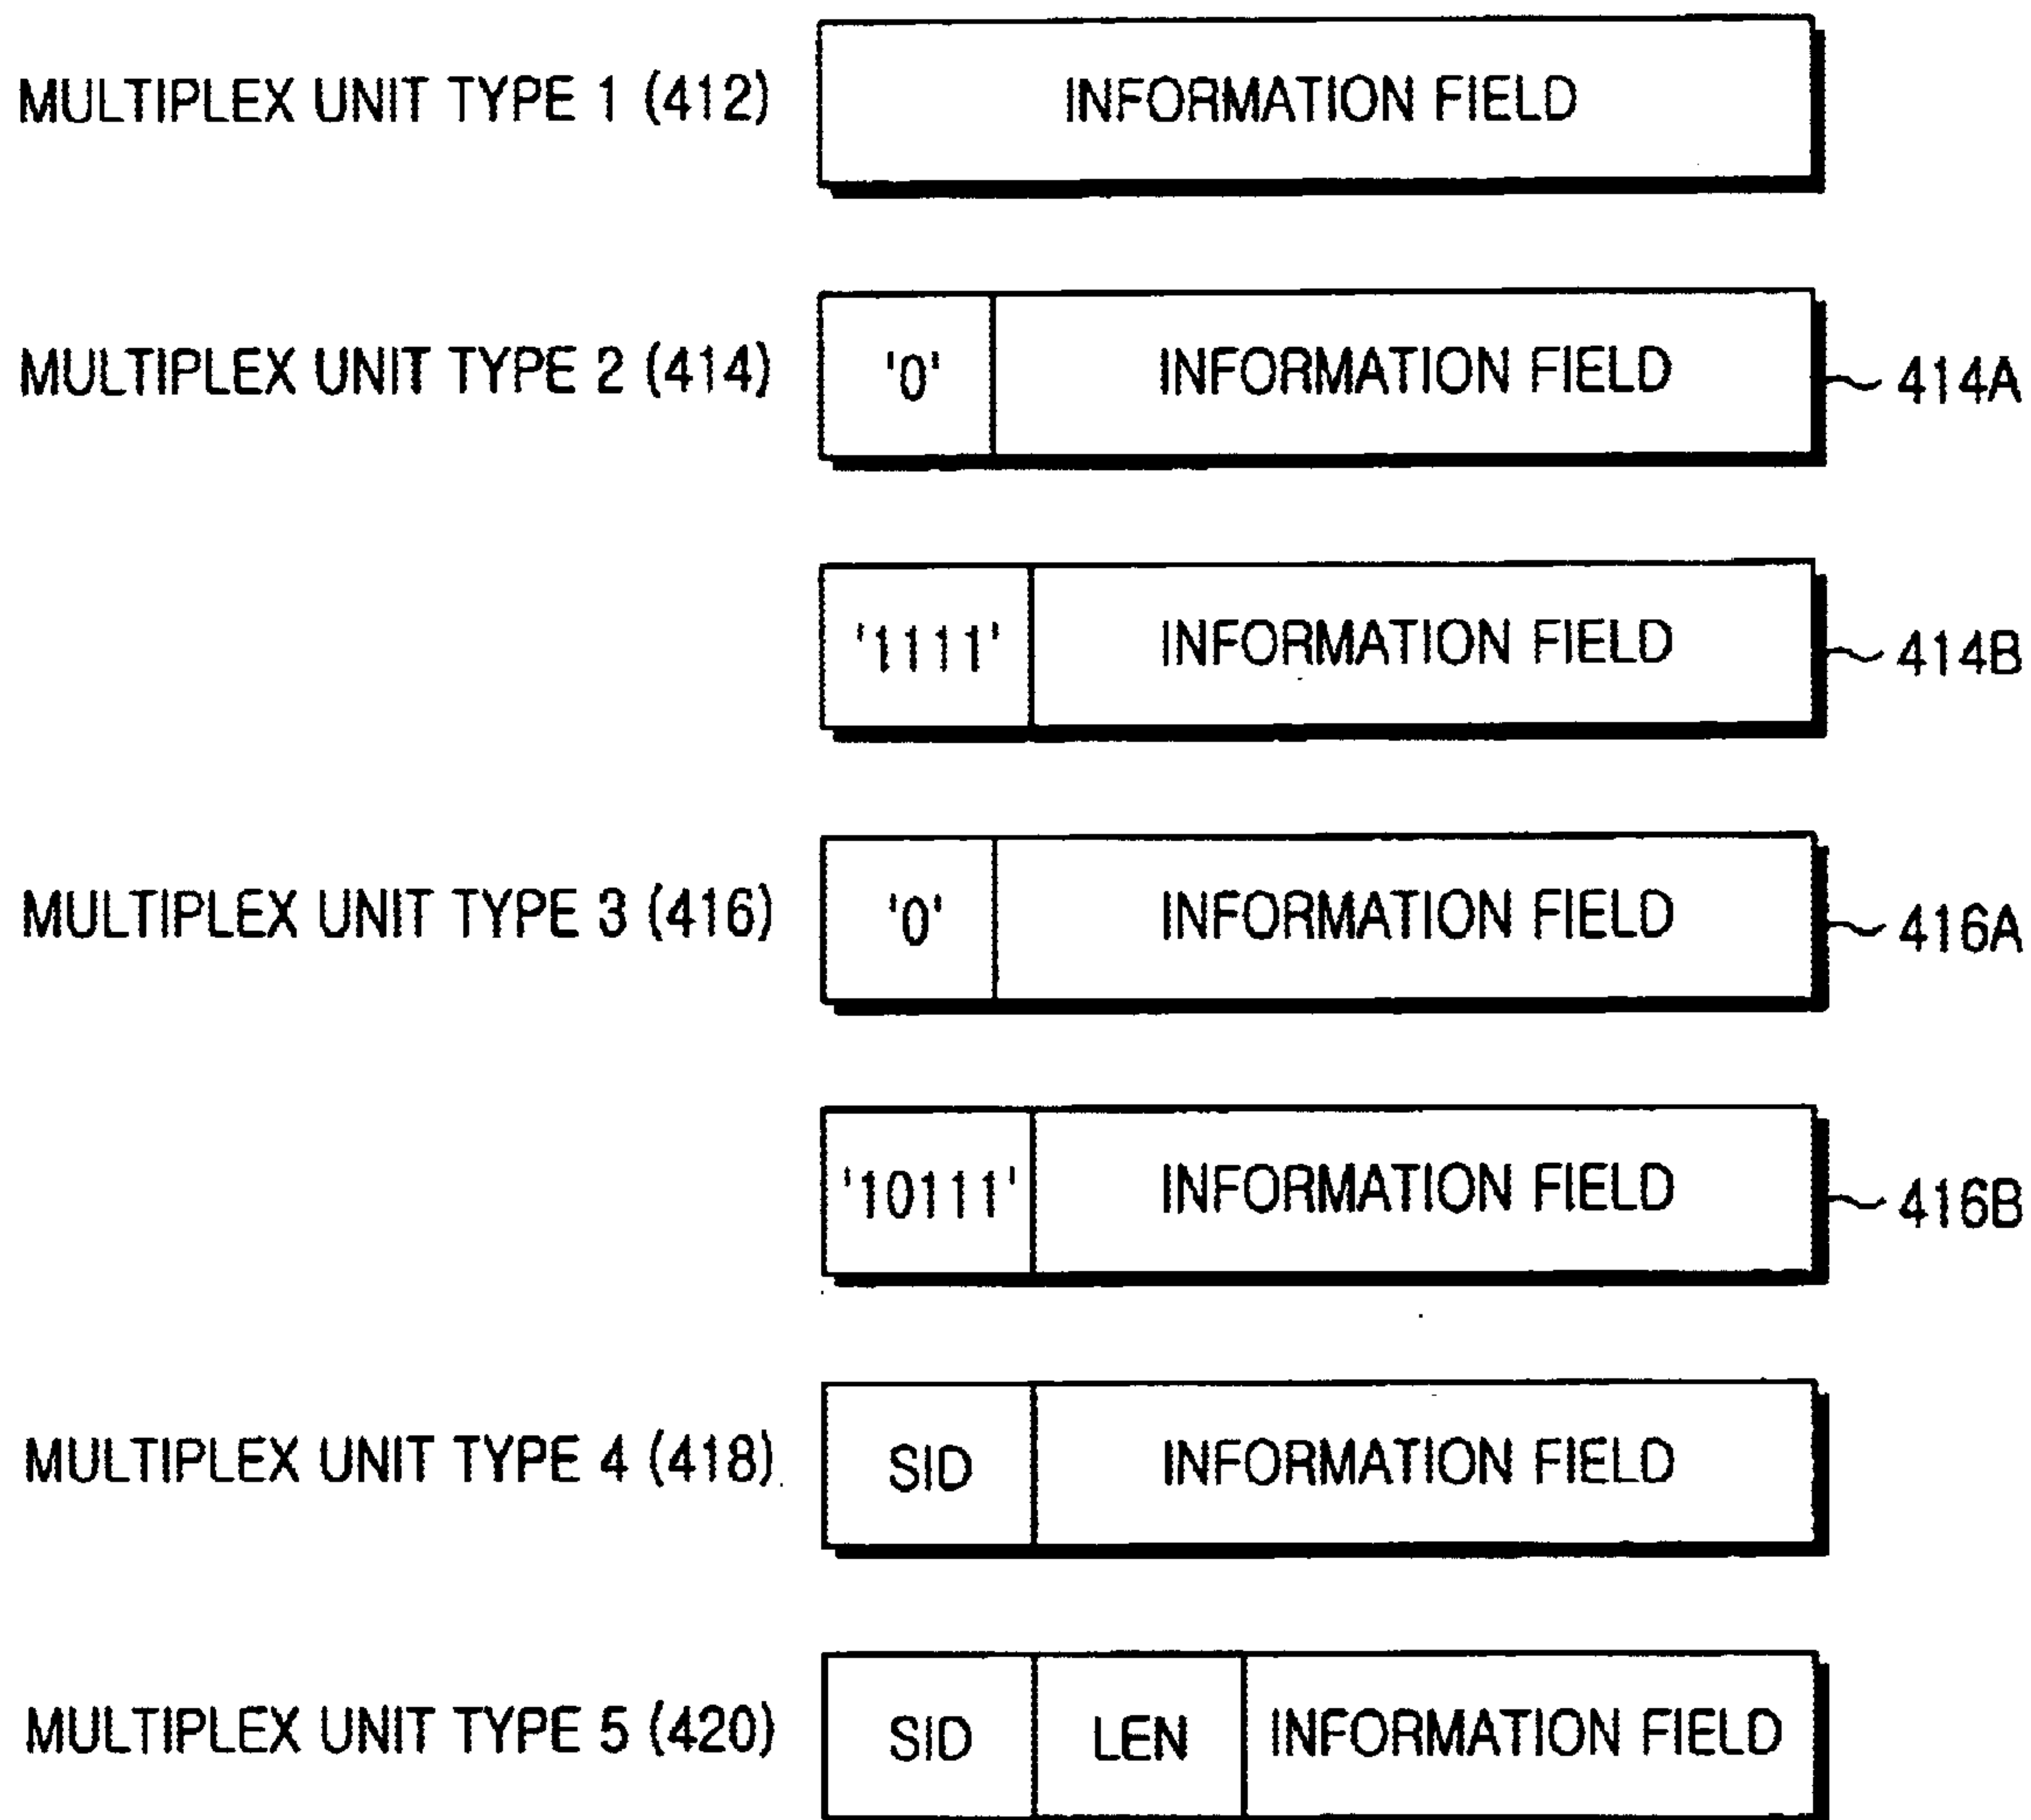 MULTIPLEX UNIT TYPE 1 (412) INFORMATION FIELD
MULTIPLEX UNIT TYPE 2 (414) '0' INFORMATION FIELD 414A
'1111' INFORMATION FIELD 414B
MULTIPLEX UNIT TYPE 3 (416) '0' INFORMATION FIELD 416A
'10111' INFORMATION FIELD 416B
MULTIPLEX UNIT TYPE 4 (418) SID INFORMATION FIELD
MULTIPLEX UNIT TYPE 5 (420) SID LEN INFORMATION FIELD